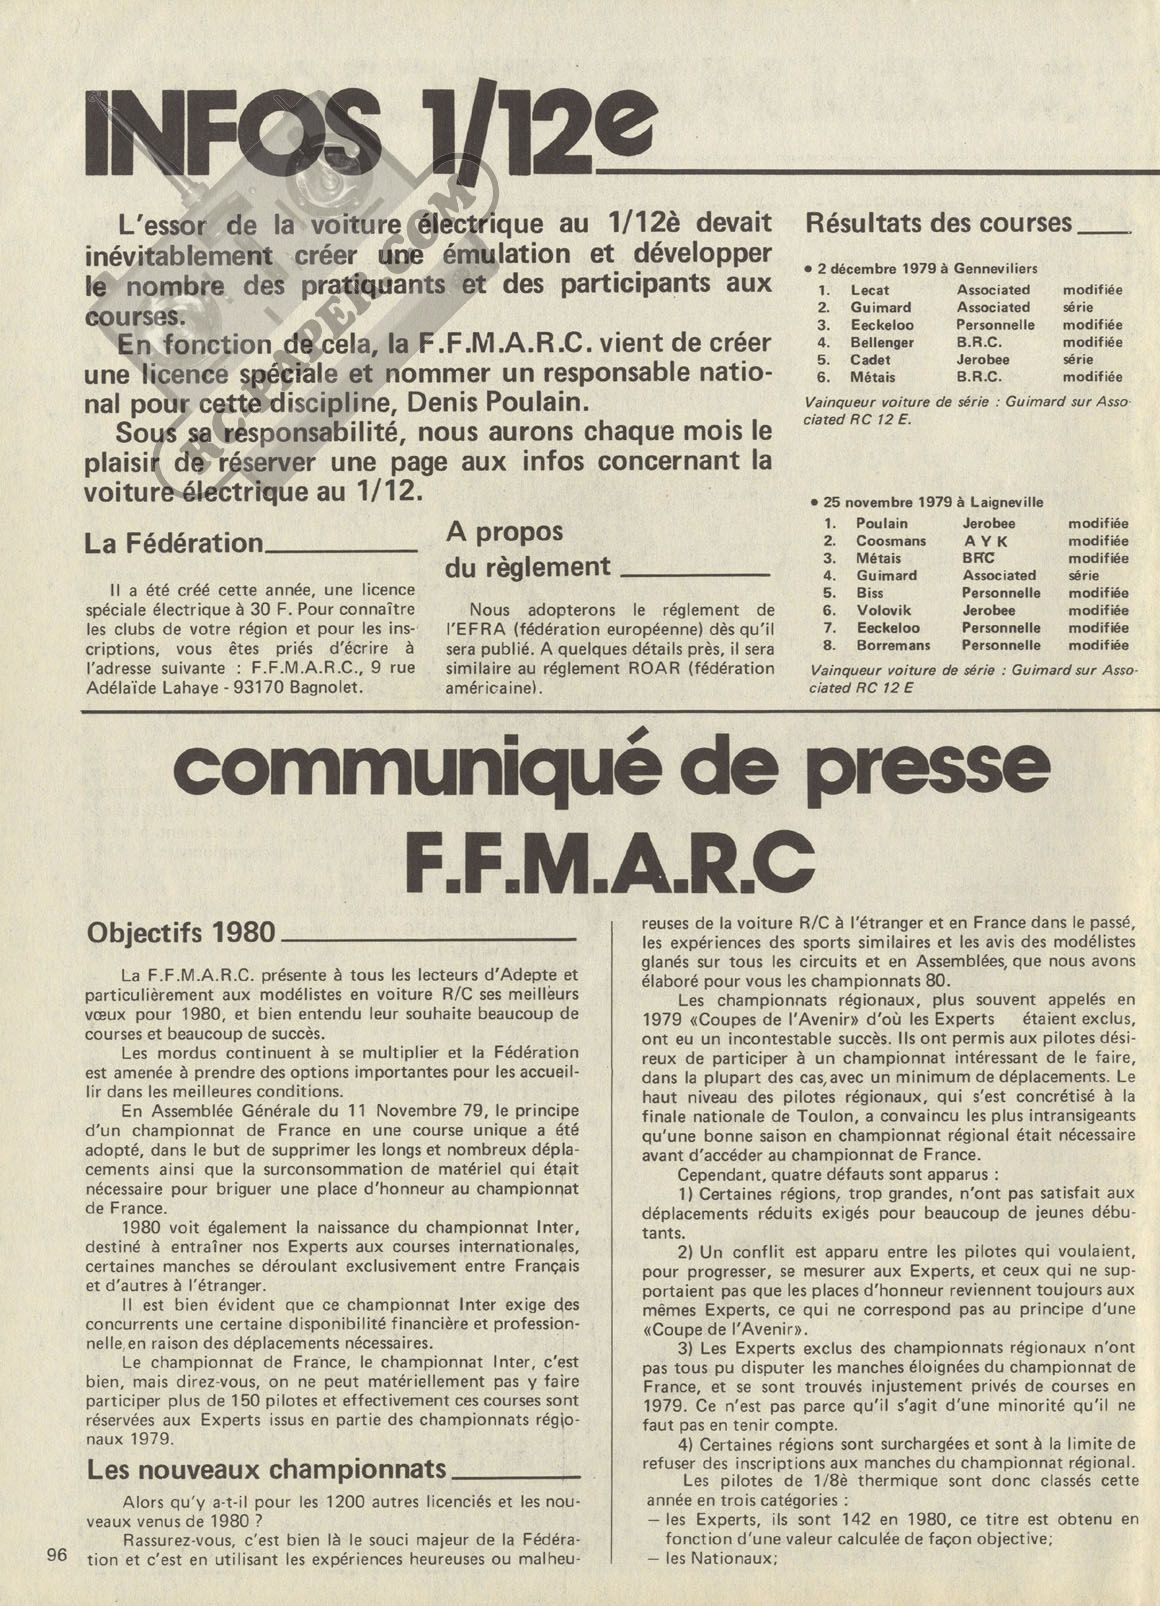 INFOS 1/12e
L'essor de la voiture électrique au 1/12è devait
inévitablement créer une émulation et développer
le nombre des pratiquants et des participants aux
courses.
En fonction de cela, la F.F.M.A.R.C. vient de créer
une licence spéciale et nommer un responsable natio-
nal pour cette discipline, Denis Poulain.
Sous sa responsabilité, nous aurons chaque mois le
plaisir de réserver une page aux infos concernant la
voiture électrique au 1/12.
RC-PAPER.COM
La Fédération
Il a été créé cette année, une licence
spéciale électrique à 30 F. Pour connaître
les clubs de votre région et pour les ins-
criptions, vous êtes priés d'écrire à
l'adresse suivante : F.F.M.A.R.C., 9 rue
Adélaïde Lahaye - 93170 Bagnolet.
A propos
du règlement
Nous adopterons le réglement de
l'EFRA (fédération européenne) dès qu'il
sera publié. A quelques détails près, il sera
similaire au réglement ROAR (fédération
américaine).
Résultats des courses
• 2 décembre 1979 à Genneviliers
1. Lecat Associated modifiée
2. Guimard Associated série
3. Eeckeloo Personnelle modifiée
4. Bellenger B.R.C. modifiée
5. Cadet Jerobee série
6. Métais B.R.C. modifiée
Vainqueur voiture de série : Guimard sur Asso-
ciated RC 12 E.
• 25 novembre 1979 à Laigneville
1. Poulain Jerobee modifiée
2. Coosmans A Y K modifiée
3. Métais BRC modifiée
4. Guimard Associated série
5. Biss Personnelle modifiée
6. Volovik Jerobee modifiée
7. Eeckeloo Personnelle modifiée
8. Borremans Personnelle modifiée
Vainqueur voiture de série : Guimard sur Asso-
ciated RC 12 E
communiqué de presse
F.F.M.A.R.C
Objectifs 1980
La F.F.M.A.R.C. présente à tous les lecteurs d'Adepte et
particulièrement aux modélistes en voiture R/C ses meilleurs
vœux pour 1980, et bien entendu leur souhaite beaucoup de
courses et beaucoup de succès.
Les mordus continuent à se multiplier et la Fédération
est amenée à prendre des options importantes pour les accueil-
lir dans les meilleures conditions.
En Assemblée Générale du 11 Novembre 79, le principe
d'un championnat de France en une course unique a été
adopté, dans le but de supprimer les longs et nombreux dépla-
cements ainsi que la surconsommation de matériel qui était
nécessaire pour briguer une place d'honneur au championnat
de France.
1980 voit également la naissance du championnat Inter,
destiné à entraîner nos Experts aux courses internationales,
certaines manches se déroulant exclusivement entre Français
et d'autres à l'étranger.
Il est bien évident que ce championnat Inter exige des
concurrents une certaine disponibilité financière et profession-
nelle, en raison des déplacements nécessaires.
Le championnat de France, le championnat Inter, c'est
bien, mais direz-vous, on ne peut matériellement pas y faire
participer plus de 150 pilotes et effectivement ces courses sont
réservées aux Experts issus en partie des championnats régio-
naux 1979.
Les nouveaux championnats
Alors qu'y a-t-il pour les 1200 autres licenciés et les nou-
veaux venus de 1980 ?
Rassurez-vous, c'est bien là le souci majeur de la Fédéra-
tion et c'est en utilisant les expériences heureuses ou malheu-
reuses de la voiture R/C à l'étranger et en France dans le passé,
les expériences des sports similaires et les avis des modélistes
glanés sur tous les circuits et en Assemblées, que nous avons
élaboré pour vous les championnats 80.
Les championnats régionaux, plus souvent appelés en
1979 «Coupes de l'Avenir» d'où les Experts étaient exclus,
ont eu un incontestable succès. Ils ont permis aux pilotes dési-
reux de participer à un championnat intéressant de le faire,
dans la plupart des cas, avec un minimum de déplacements. Le
haut niveau des pilotes régionaux, qui s'est concrétisé à la
finale nationale de Toulon, a convaincu les plus intransigeants
qu'une bonne saison en championnat régional était nécessaire
avant d'accéder au championnat de France.
Cependant, quatre défauts sont apparus :
1) Certaines régions, trop grandes, n'ont pas satisfait aux
déplacements réduits exigés pour beaucoup de jeunes débu-
tants.
2) Un conflit est apparu entre les pilotes qui voulaient,
pour progresser, se mesurer aux Experts, et ceux qui ne sup-
portaient pas que les places d'honneur reviennent toujours aux
mêmes Experts, ce qui ne correspond pas au principe d'une
«Coupe de l'Avenir».
3) Les Experts exclus des championnats régionaux n'ont
pas tous pu disputer les manches éloignées du championnat de
France, et se sont trouvés injustement privés de courses en
1979. Ce n'est pas parce qu'il s'agit d'une minorité qu'il ne
faut pas en tenir compte.
4) Certaines régions sont surchargées et sont à la limite de
refuser des inscriptions aux manches du championnat régional.
Les pilotes de 1/8è thermique sont donc classés cette
année en trois catégories :
— les Experts, ils sont 142 en 1980, ce titre est obtenu en
fonction d'une valeur calculée de façon objective;
— les Nationaux;
96